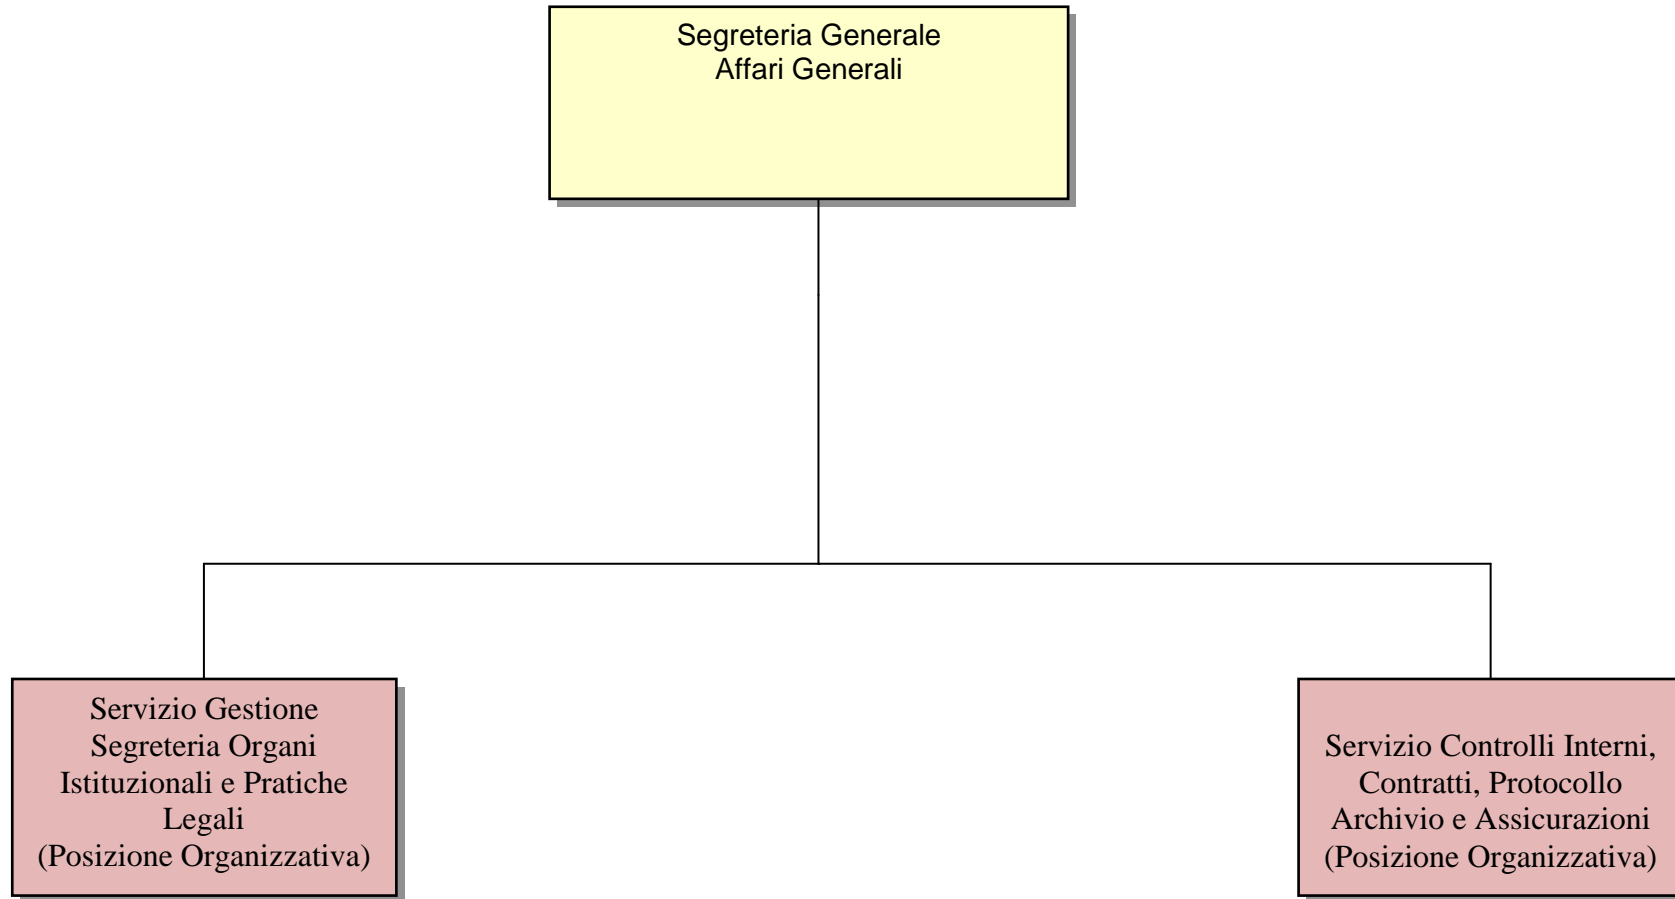 Segreteria Generale
Affari Generali
Servizio Gestione
Segreteria Organi
Istituzionali e Pratiche
Legali
(Posizione Organizzativa)
Servizio Controlli Interni,
Contratti, Protocollo
Archivio e Assicurazioni
(Posizione Organizzativa)